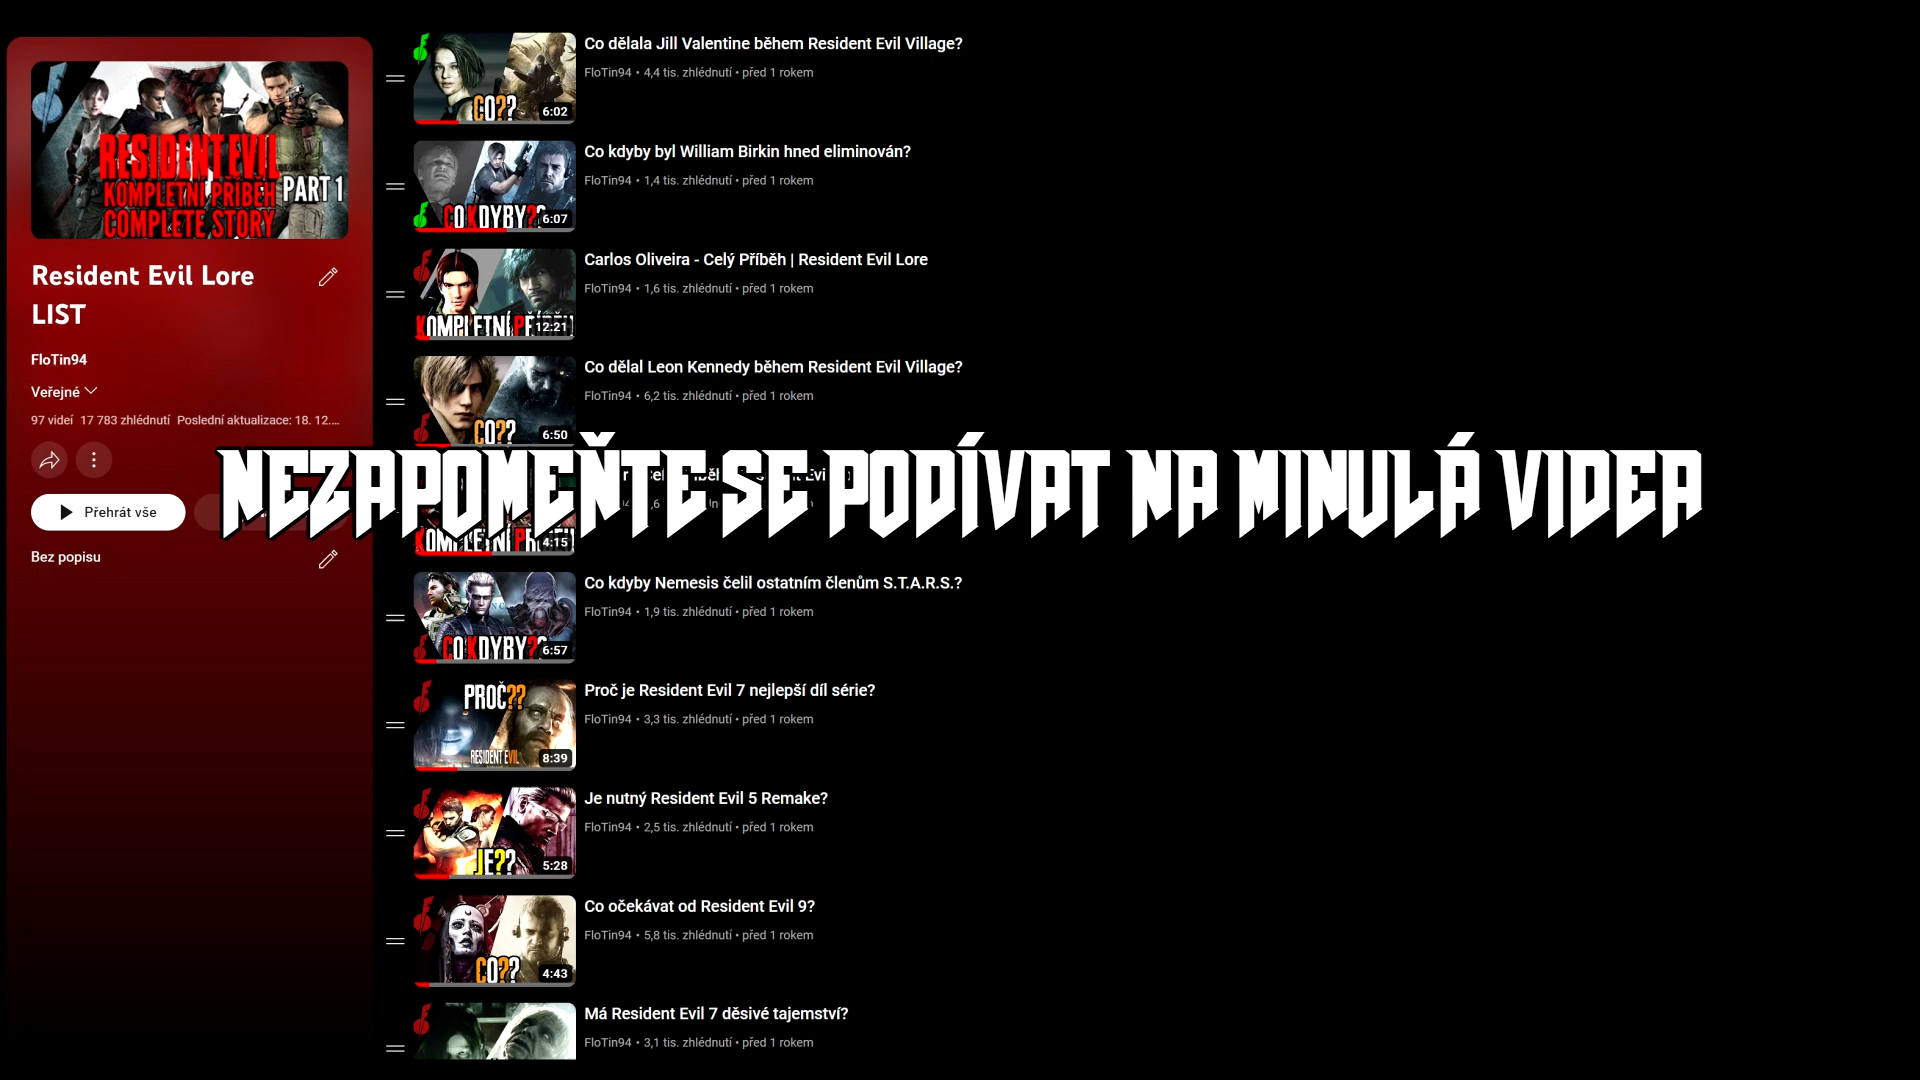 RESIDENT EVIL
KOMPLETNÍ PŘÍBĚH PART 1
COMPLETE STORY
Resident Evil Lore
LIST
FloTin94
Veřejné
97 videí 17 783 zhlédnutí Poslední aktualizace: 18. 12....
Přehrát vše
Bez popisu
Co dělala Jill Valentine během Resident Evil Village?
FloTin94 • 4,4 tis. zhlédnutí • před 1 rokem
CO??
6:02
Co kdyby byl William Birkin hned eliminován?
FloTin94 • 1,4 tis. zhlédnutí • před 1 rokem
CO KDYBY??
6:07
Carlos Oliveira - Celý Příběh | Resident Evil Lore
FloTin94 • 1,6 tis. zhlédnutí • před 1 rokem
KOMPLETNÍ PŘÍBĚH
12:21
Co dělal Leon Kennedy během Resident Evil Village?
FloTin94 • 6,2 tis. zhlédnutí • před 1 rokem
CO??
6:50
NEZAPOMEŇTE SE PODÍVAT NA MINULÁ VIDEA
4:15
Co kdyby Nemesis čelil ostatním členům S.T.A.R.S.?
FloTin94 • 1,9 tis. zhlédnutí • před 1 rokem
CO KDYBY??
6:57
Proč je Resident Evil 7 nejlepší díl série?
FloTin94 • 3,3 tis. zhlédnutí • před 1 rokem
PROČ??
RESIDENT EVIL
8:39
Je nutný Resident Evil 5 Remake?
FloTin94 • 2,5 tis. zhlédnutí • před 1 rokem
JE??
5:28
Co očekávat od Resident Evil 9?
FloTin94 • 5,8 tis. zhlédnutí • před 1 rokem
CO??
4:43
Má Resident Evil 7 děsivé tajemství?
FloTin94 • 3,1 tis. zhlédnutí • před 1 rokem